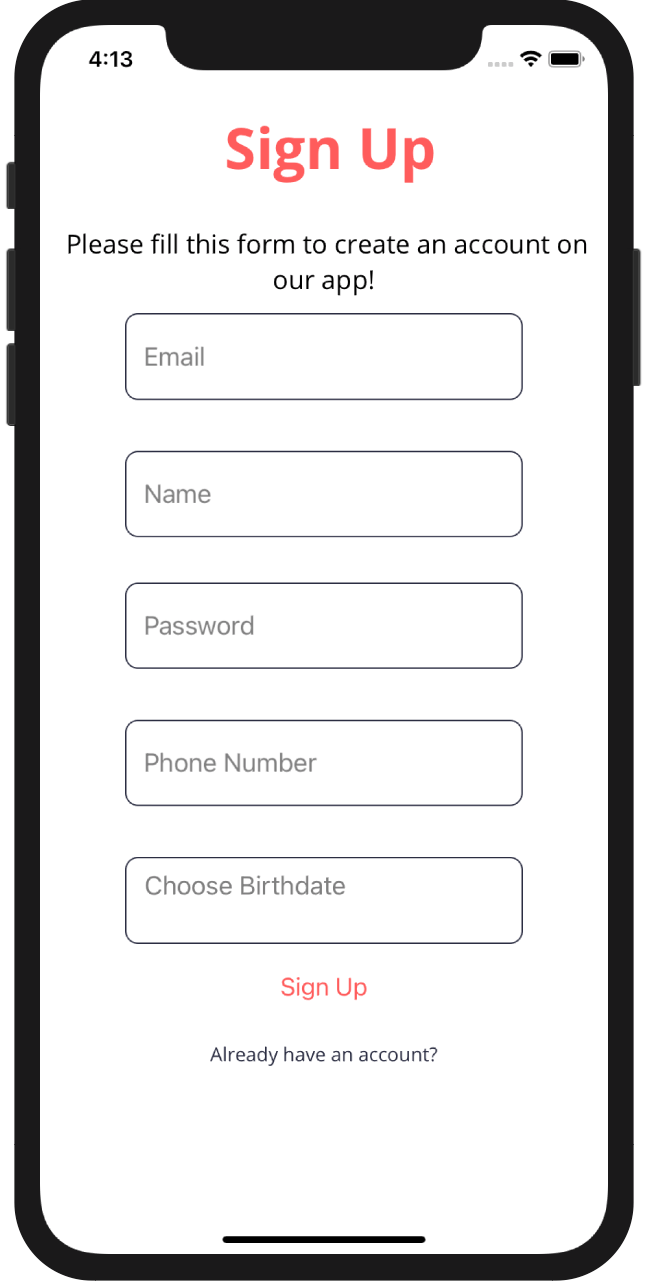 4:13
Sign Up
Please fill this form to create an account on
our app!
Email
Name
Password
Phone Number
Choose Birthdate
Sign Up
Already have an account?